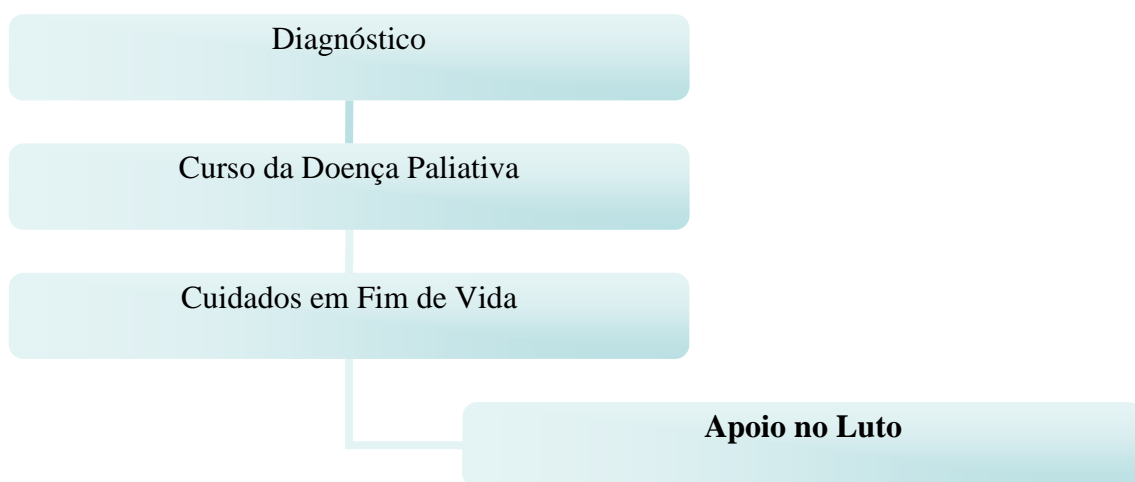 Diagnóstico
Curso da Doença Paliativa
Cuidados em Fim de Vida
Apoio no Luto